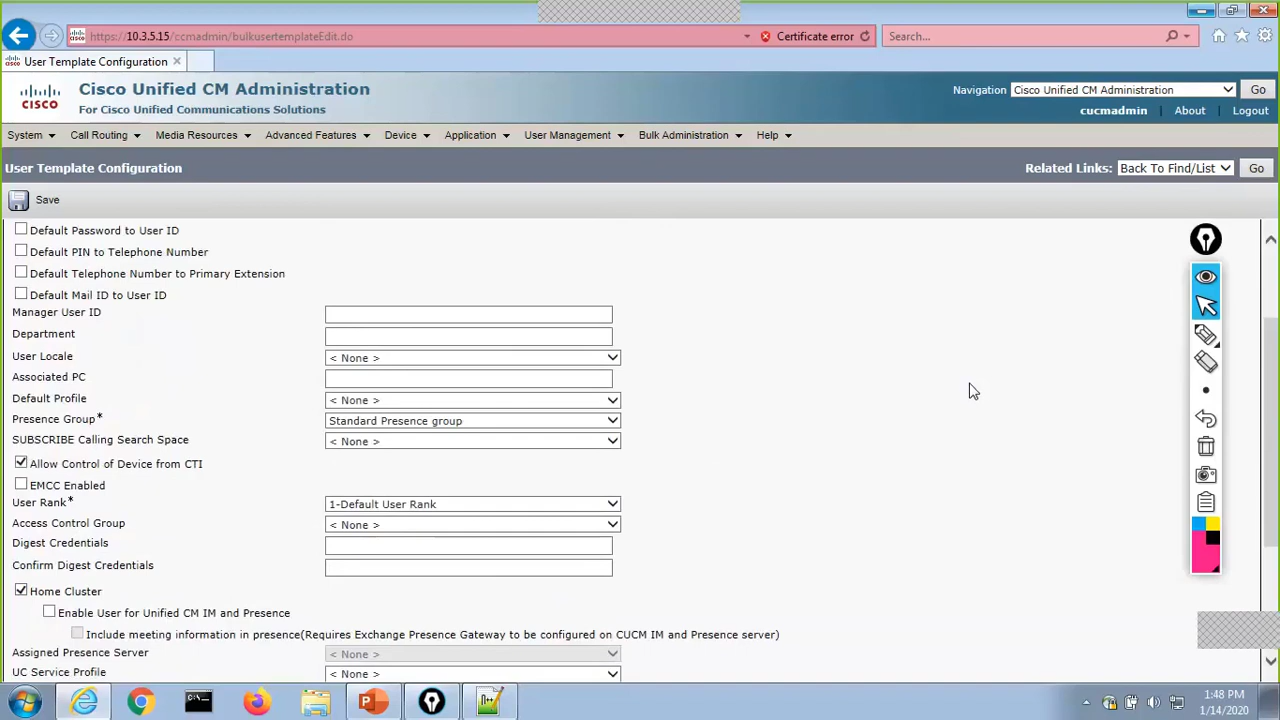 https://10.3.5.15/ccmadmin/bulkusertemplateEdit.do
Certificate error
Search...
User Template Configuration
Cisco Unified CM Administration
For Cisco Unified Communications Solutions
CISCO
Navigation Cisco Unified CM Administration Go
cucmadmin About Logout
System Call Routing Media Resources Advanced Features Device Application User Management Bulk Administration Help
User Template Configuration
Related Links: Back To Find/List Go
Save
Default Password to User ID
Default PIN to Telephone Number
Default Telephone Number to Primary Extension
Default Mail ID to User ID
Manager User ID
Department
User Locale < None >
Associated PC
Default Profile < None >
Presence Group* Standard Presence group
SUBSCRIBE Calling Search Space < None >
Allow Control of Device from CTI
EMCC Enabled
User Rank* 1-Default User Rank
Access Control Group < None >
Digest Credentials
Confirm Digest Credentials
Home Cluster
Enable User for Unified CM IM and Presence
Include meeting information in presence(Requires Exchange Presence Gateway to be configured on CUCM IM and Presence server)
Assigned Presence Server < None >
UC Service Profile < None >
1:48 PM
1/14/2020